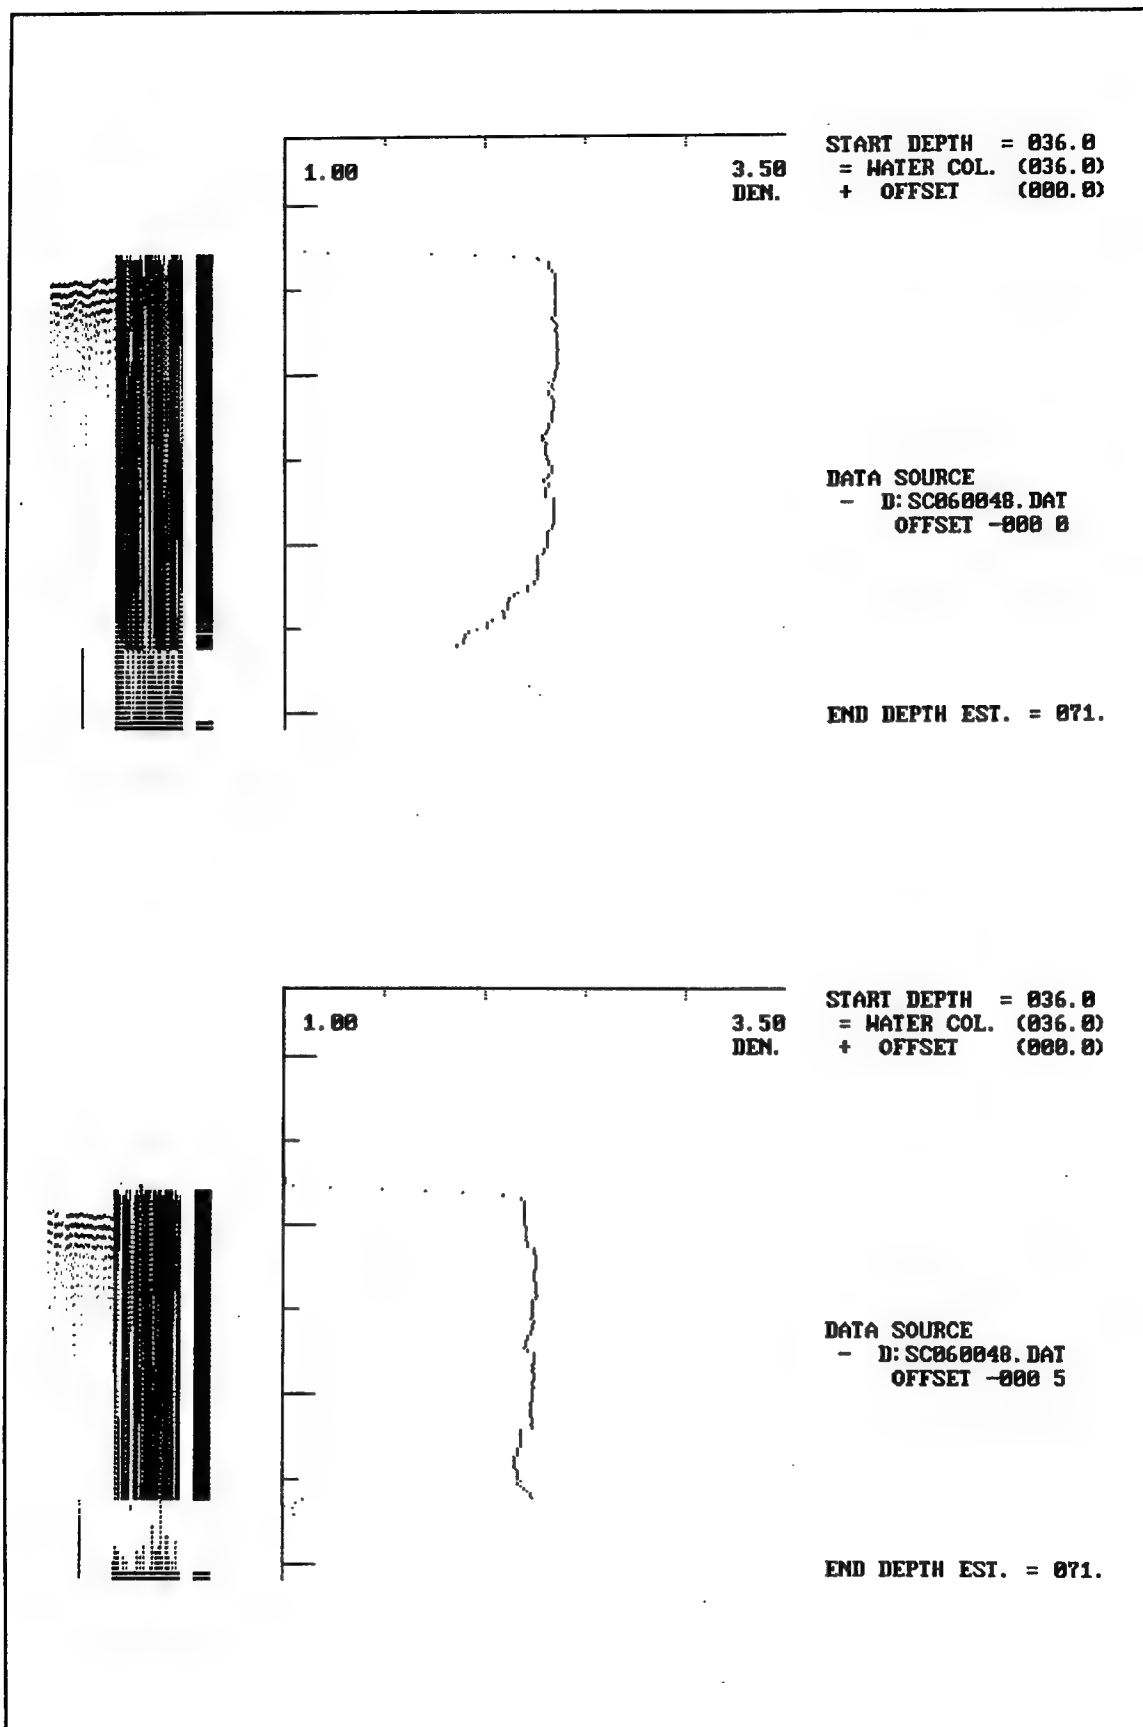 1.00
3.50
DEN.
START DEPTH = 036.0
= WATER COL. (036.0)
+ OFFSET (000.0)
DATA SOURCE
- D:SC060048.DAT
OFFSET -000 0
END DEPTH EST. = 071.
1.00
3.50
DEN.
START DEPTH = 036.0
= WATER COL. (036.0)
+ OFFSET (000.0)
DATA SOURCE
- D:SC060048.DAT
OFFSET -000 5
END DEPTH EST. = 071.